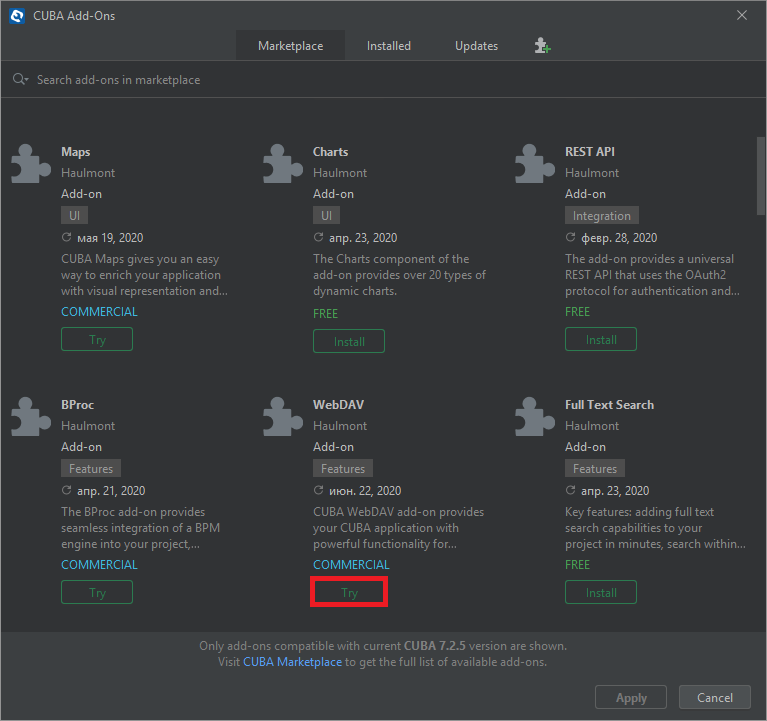 CUBA Add-Ons
Marketplace
Installed
Updates
Search add-ons in marketplace
Maps
Haulmont
Add-on
UI
мая 19, 2020
CUBA Maps gives you an easy
way to enrich your application
with visual representation and...
COMMERCIAL
Try
Charts
Haulmont
Add-on
UI
апр. 23, 2020
The Charts component of the
add-on provides over 20 types of
dynamic charts.
FREE
Install
REST API
Haulmont
Add-on
Integration
февр. 28, 2020
The add-on provides a universal
REST API that uses the OAuth2
protocol for authentication and...
FREE
Install
BProc
Haulmont
Add-on
Features
апр. 21, 2020
The BProc add-on provides
seamless integration of a BPM
engine into your project,...
COMMERCIAL
Try
WebDAV
Haulmont
Add-on
Features
июн. 22, 2020
CUBA WebDAV add-on provides
your CUBA application with
powerful functionality for...
COMMERCIAL
Try
Full Text Search
Haulmont
Add-on
Features
апр. 23, 2020
Key features: adding full text
search capabilities to your
project in minutes, search within...
FREE
Install
Only add-ons compatible with current CUBA 7.2.5 version are shown.
Visit CUBA Marketplace to get the full list of available add-ons.
Apply
Cancel